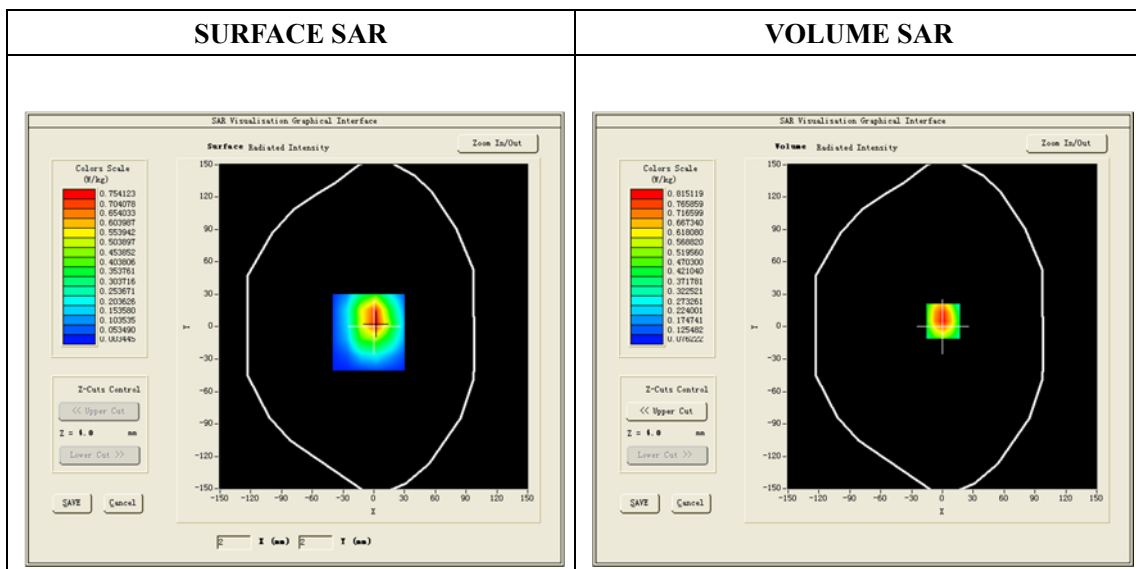 SURFACE SAR
VOLUME SAR
SAR Visualisation Graphical Interface
Surface Radiated Intensity
Zoom In/Out
Colors Scale
(W/kg)
0.754123
0.704078
0.654033
0.603987
0.553942
0.503897
0.453852
0.403806
0.353761
0.303716
0.253671
0.203626
0.153580
0.103535
0.053490
0.003445
150
120
90
60
30
0
-30
-60
-90
-120
-150
Y
-150 -120 -90 -60 -30 0 30 60 90 120 150
X
Z-Cuts Control
<< Upper Cut
Z = 4.0 mm
Lower Cut >>
SAVE Cancel
2 X (mm) 2 Y (mm)
SAR Visualisation Graphical Interface
Volume Radiated Intensity
Zoom In/Out
Colors Scale
(W/kg)
0.815119
0.765859
0.716599
0.667340
0.618080
0.568820
0.519560
0.470300
0.421040
0.371781
0.322521
0.273261
0.224001
0.174741
0.125482
0.076222
150
120
90
60
30
0
-30
-60
-90
-120
-150
Y
-150 -120 -90 -60 -30 0 30 60 90 120 150
X
Z-Cuts Control
<< Upper Cut
Z = 4.0 mm
Lower Cut >>
SAVE Cancel